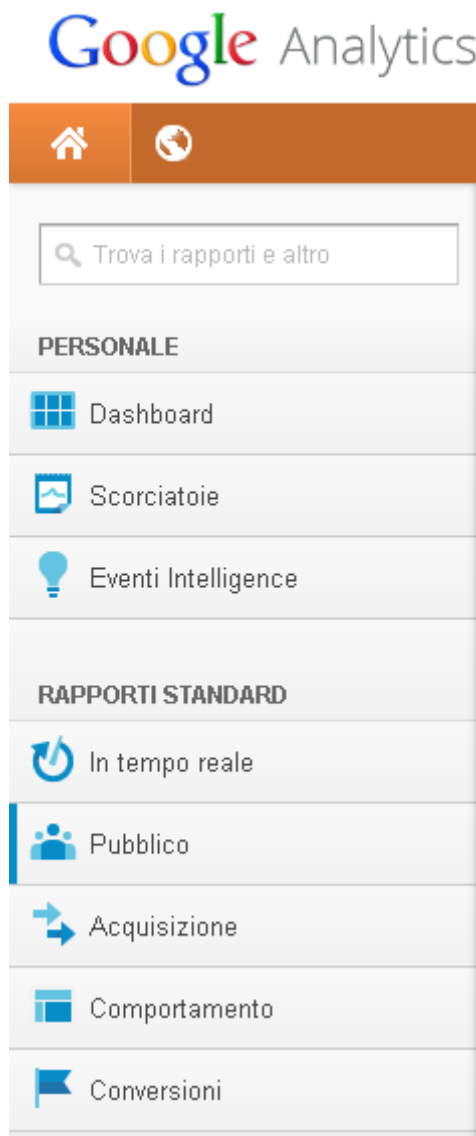 Google Analytics
Trova i rapporti e altro
PERSONALE
Dashboard
Scorciatoie
Eventi Intelligence
RAPPORTI STANDARD
In tempo reale
Pubblico
Acquisizione
Comportamento
Conversioni